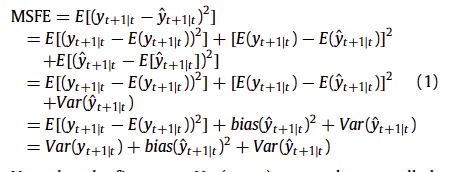 MSFE = E[(y_{t+1|t} − ŷ_{t+1|t})²]
= E[(y_{t+1|t} − E(y_{t+1|t}))²] + [E(y_{t+1|t}) − E(ŷ_{t+1|t})]²
+E[(ŷ_{t+1|t} − E[ŷ_{t+1|t}])²]
= E[(y_{t+1|t} − E(y_{t+1|t}))²] + [E(y_{t+1|t}) − E(ŷ_{t+1|t})]² (1)
+Var(ŷ_{t+1|t})
= E[(y_{t+1|t} − E(y_{t+1|t}))²] + bias(ŷ_{t+1|t})² + Var(ŷ_{t+1|t})
= Var(y_{t+1|t}) + bias(ŷ_{t+1|t})² + Var(ŷ_{t+1|t})